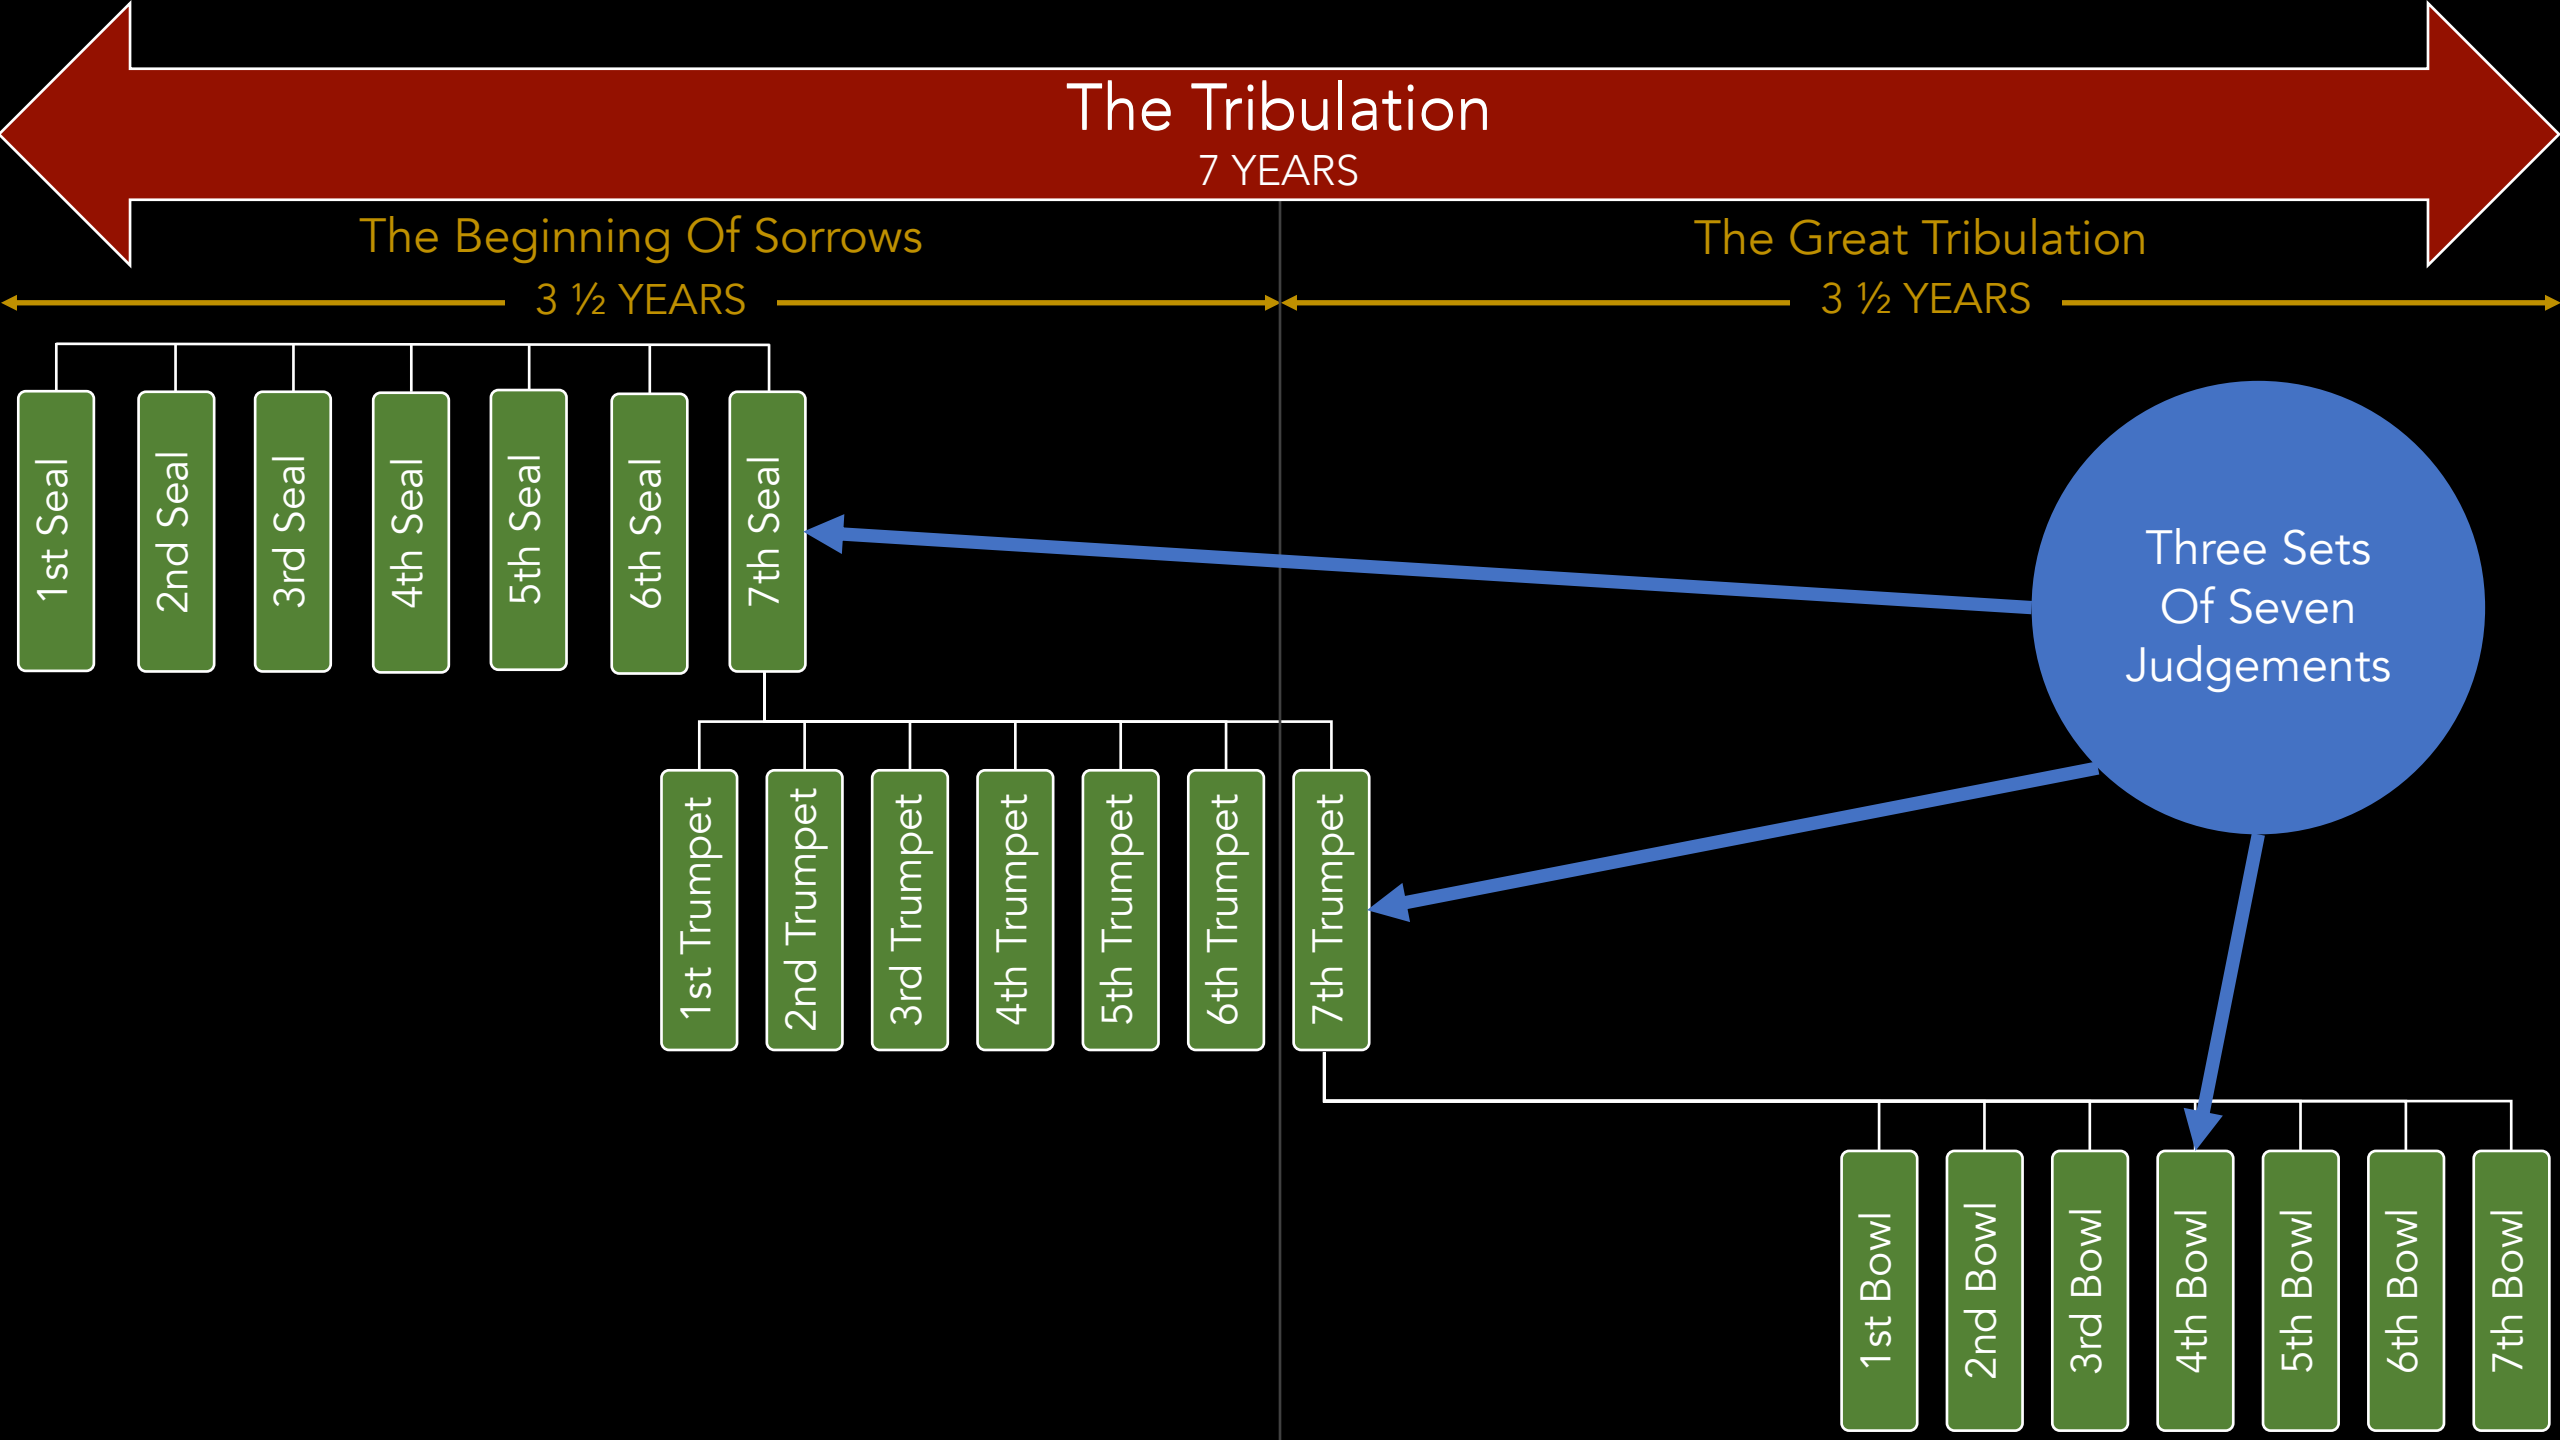 The Tribulation
7 YEARS
The Beginning Of Sorrows
The Great Tribulation
3 ½ YEARS
3 ½ YEARS
1st Seal
2nd Seal
3rd Seal
4th Seal
5th Seal
6th Seal
7th Seal
Three Sets
Of Seven
Judgements
1st Trumpet
2nd Trumpet
3rd Trumpet
4th Trumpet
5th Trumpet
6th Trumpet
7th Trumpet
1st Bowl
2nd Bowl
3rd Bowl
4th Bowl
5th Bowl
6th Bowl
7th Bowl